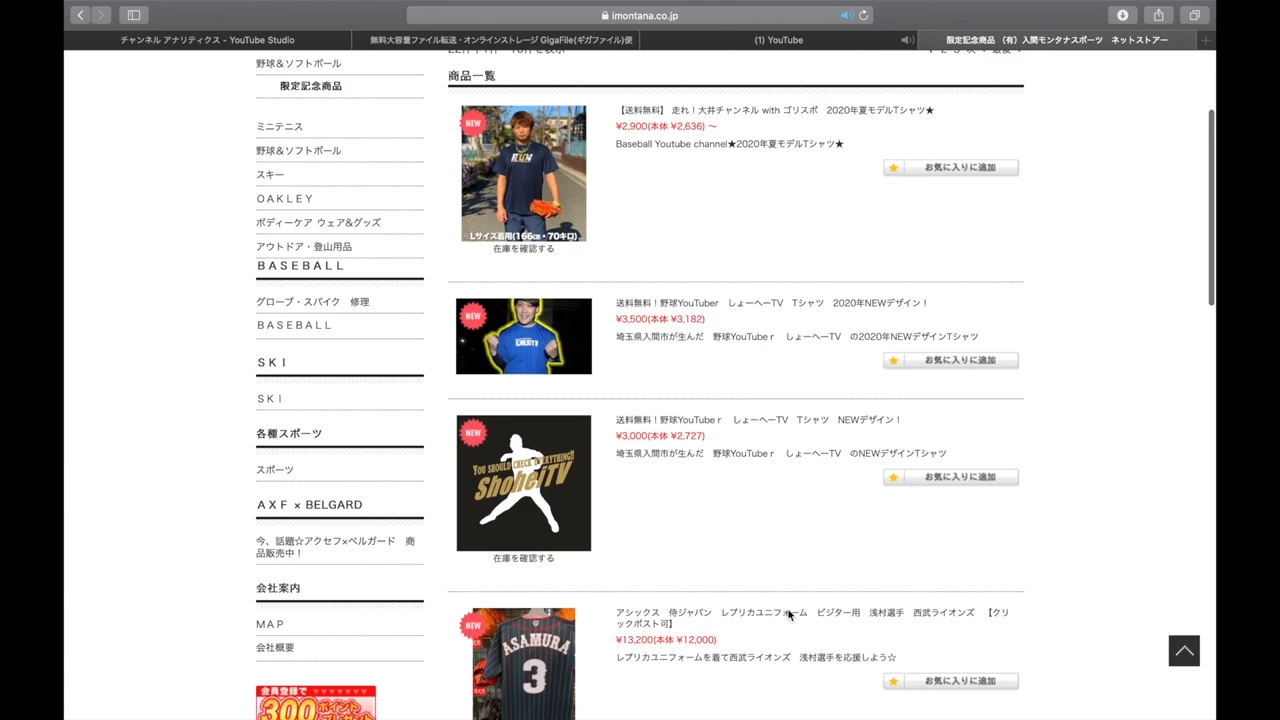 imontana.co.jp
チャンネル アナリティクス - YouTube Studio
無料大容量ファイル転送・オンラインストレージ GigaFile(ギガファイル)便
(1) YouTube
限定記念商品 （有）入間モンタナスポーツ　ネットストアー
野球＆ソフトボール
限定記念商品
ミニテニス
野球＆ソフトボール
スキー
ＯＡＫＬＥＹ
ボディーケア ウェア&グッズ
アウトドア・登山用品
ＢＡＳＥＢＡＬＬ
グローブ・スパイク　修理
ＢＡＳＥＢＡＬＬ
ＳＫＩ
ＳＫＩ
各種スポーツ
スポーツ
ＡＸＦ × BELGARD
今、話題☆アクセフ×ベルガード　商
品販売中！
会社案内
ＭＡＰ
会社概要
会員登録で
300ポイント
商品一覧
NEW
※Lサイズ着用(166㎝・70キロ)
在庫を確認する
【送料無料】 走れ！大井チャンネル with ゴリスポ　2020年夏モデルTシャツ★
¥2,900(本体 ¥2,636) ～
Baseball Youtube channel★2020年夏モデルTシャツ★
お気に入りに追加
NEW
送料無料！野球YouTuber　しょーへーTV　Tシャツ　2020年NEWデザイン！
¥3,500(本体 ¥3,182)
埼玉県入間市が生んだ　野球YouTubeｒ　しょーへーTV　の2020年NEWデザインTシャツ
お気に入りに追加
NEW
YOU SHOULD CHECK EVERYTHING!!
ShoheiTV
在庫を確認する
送料無料！野球YouTubeｒ　しょーへーTV　Tシャツ　NEWデザイン！
¥3,000(本体 ¥2,727)
埼玉県入間市が生んだ　野球YouTubeｒ　しょーへーTV　のNEWデザインTシャツ
お気に入りに追加
NEW
ASAMURA
3
アシックス　侍ジャパン　レプリカユニフォーム　ビジター用　浅村選手　西武ライオンズ　【クリ
ックポスト可】
¥13,200(本体 ¥12,000)
レプリカユニフォームを着て西武ライオンズ　浅村選手を応援しよう☆
お気に入りに追加